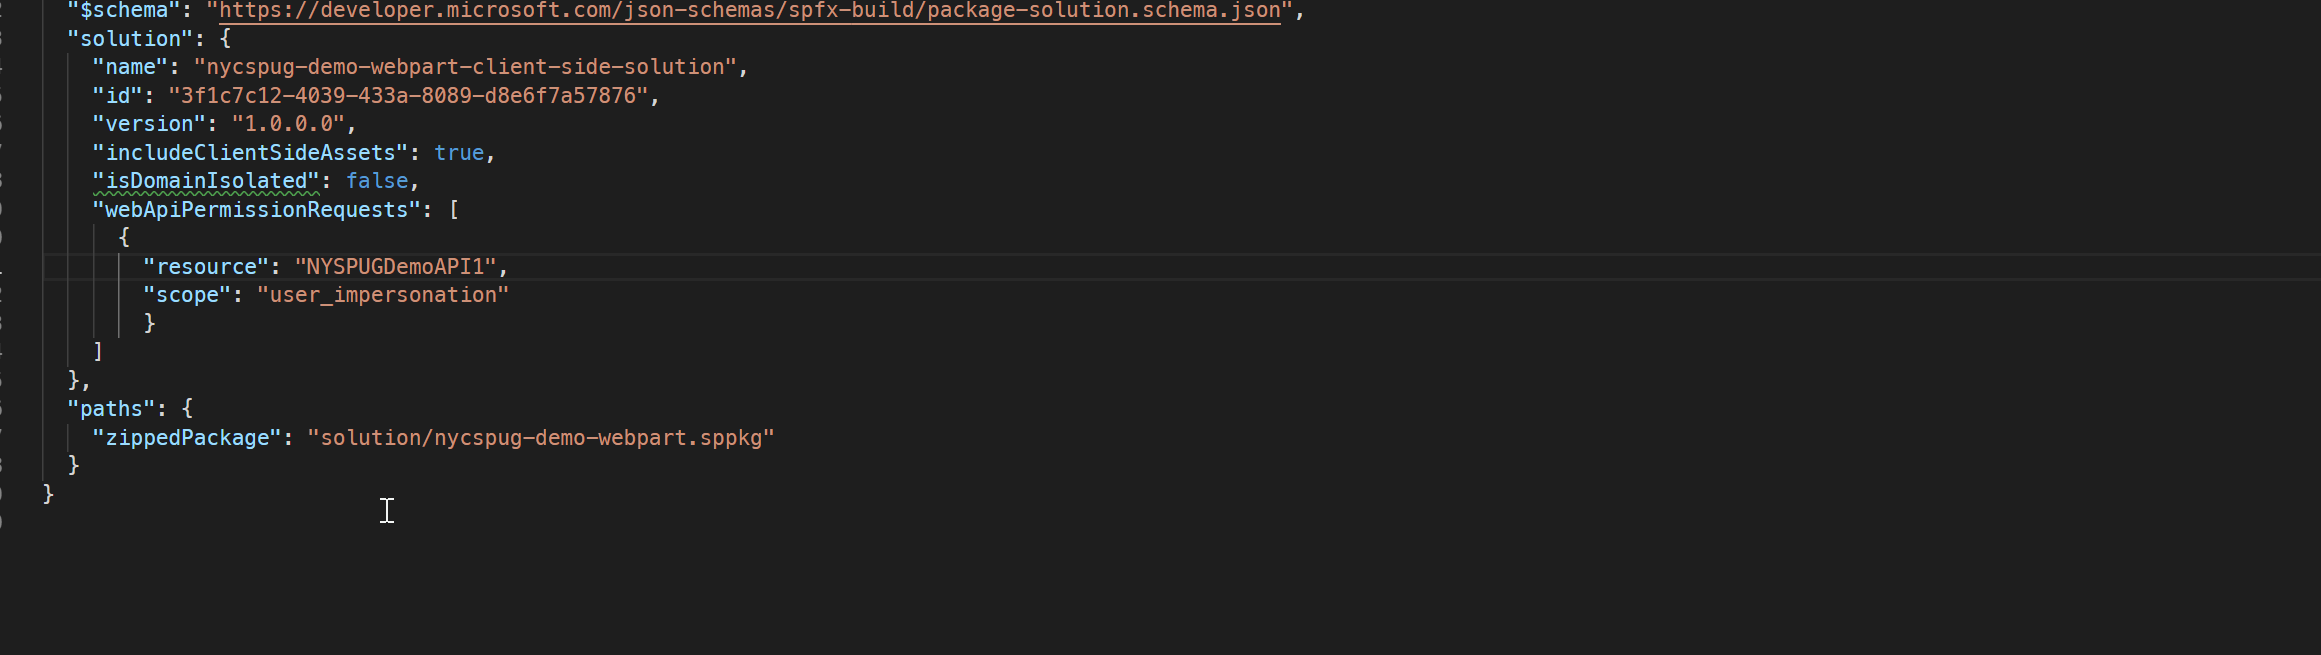 "$schema": "https://developer.microsoft.com/json-schemas/spfx-build/package-solution.schema.json",
"solution": {
"name": "nycspug-demo-webpart-client-side-solution",
"id": "3f1c7c12-4039-433a-8089-d8e6f7a57876",
"version": "1.0.0.0",
"includeClientSideAssets": true,
"isDomainIsolated": false,
"webApiPermissionRequests": [
{
"resource": "NYSPUGDemoAPI1",
"scope": "user_impersonation"
}
]
},
"paths": {
"zippedPackage": "solution/nycspug-demo-webpart.sppkg"
}
}